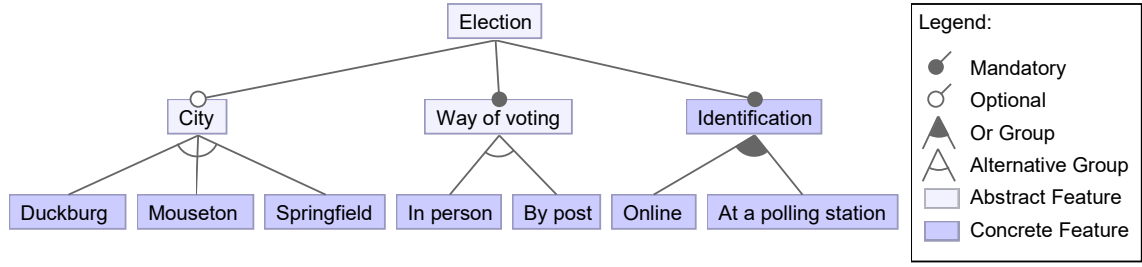 Election
City
Way of voting
Identification
Duckburg
Mouseton
Springfield
In person
By post
Online
At a polling station
Legend:
Mandatory
Optional
Or Group
Alternative Group
Abstract Feature
Concrete Feature